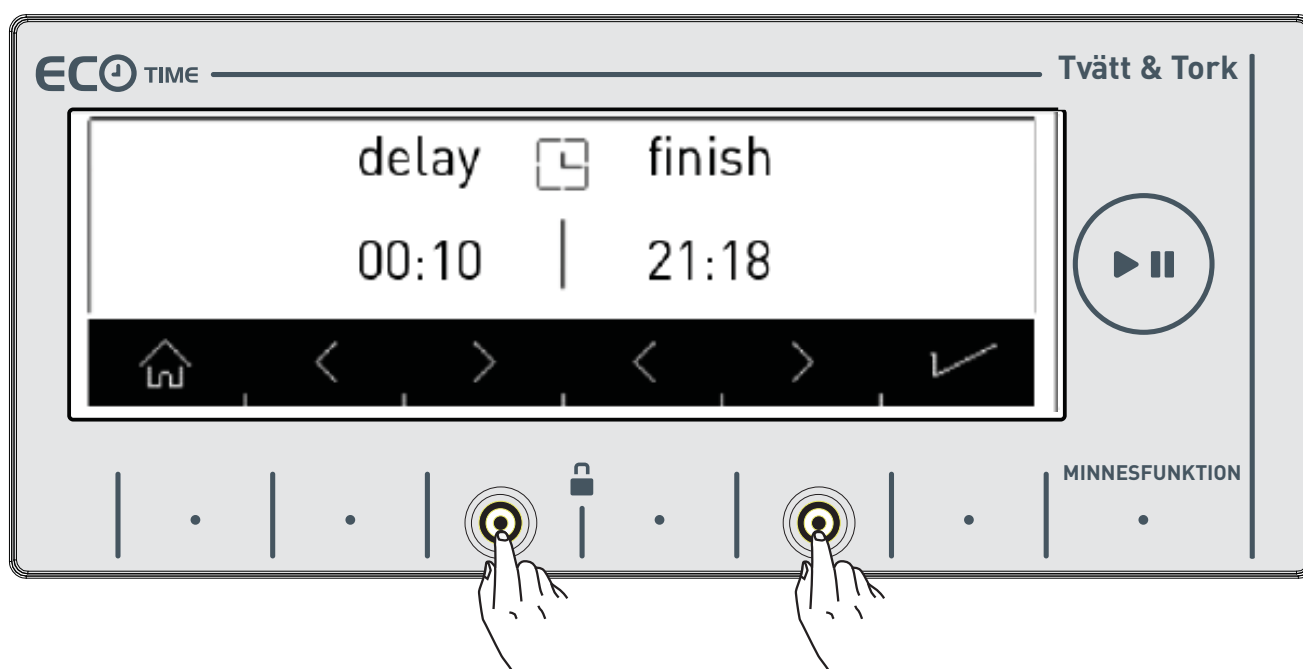 ECO TIME
Tvätt & Tork
delay finish
00:10 21:18
MINNESFUNKTION